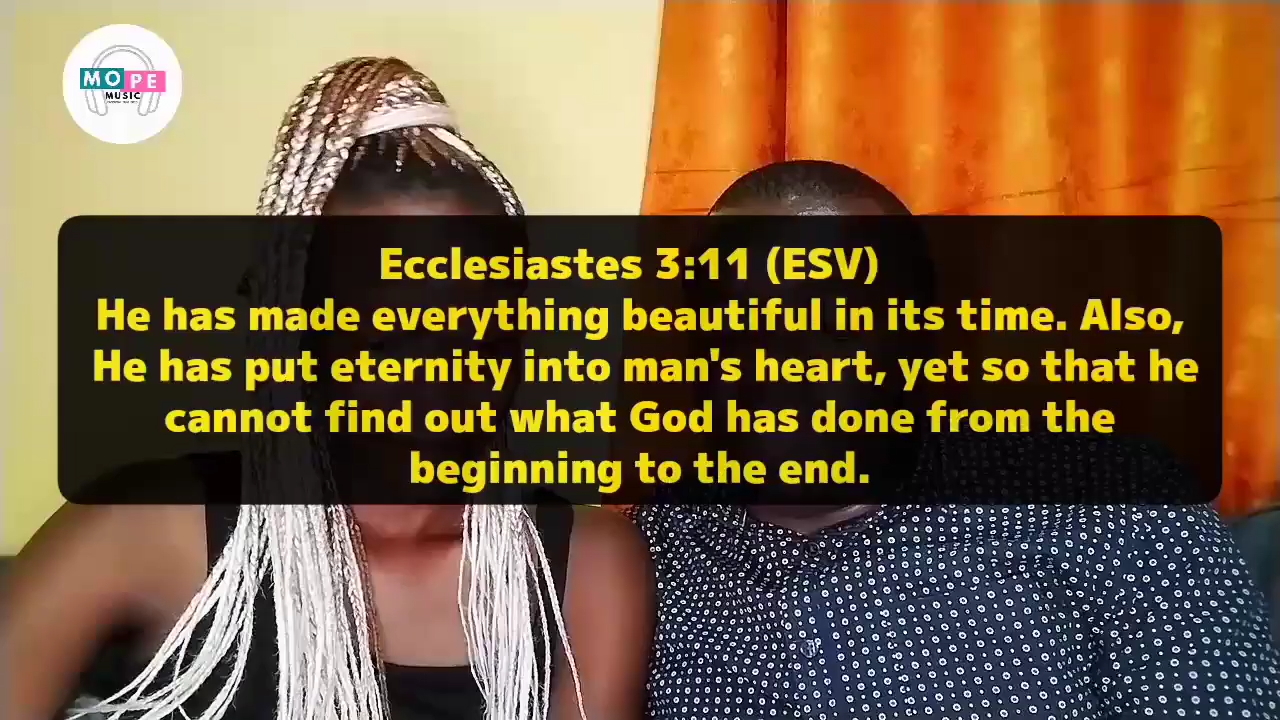 MOPE
MUSIC
Ecclesiastes 3:11 (ESV)
He has made everything beautiful in its time. Also,
He has put eternity into man's heart, yet so that he
cannot find out what God has done from the
beginning to the end.